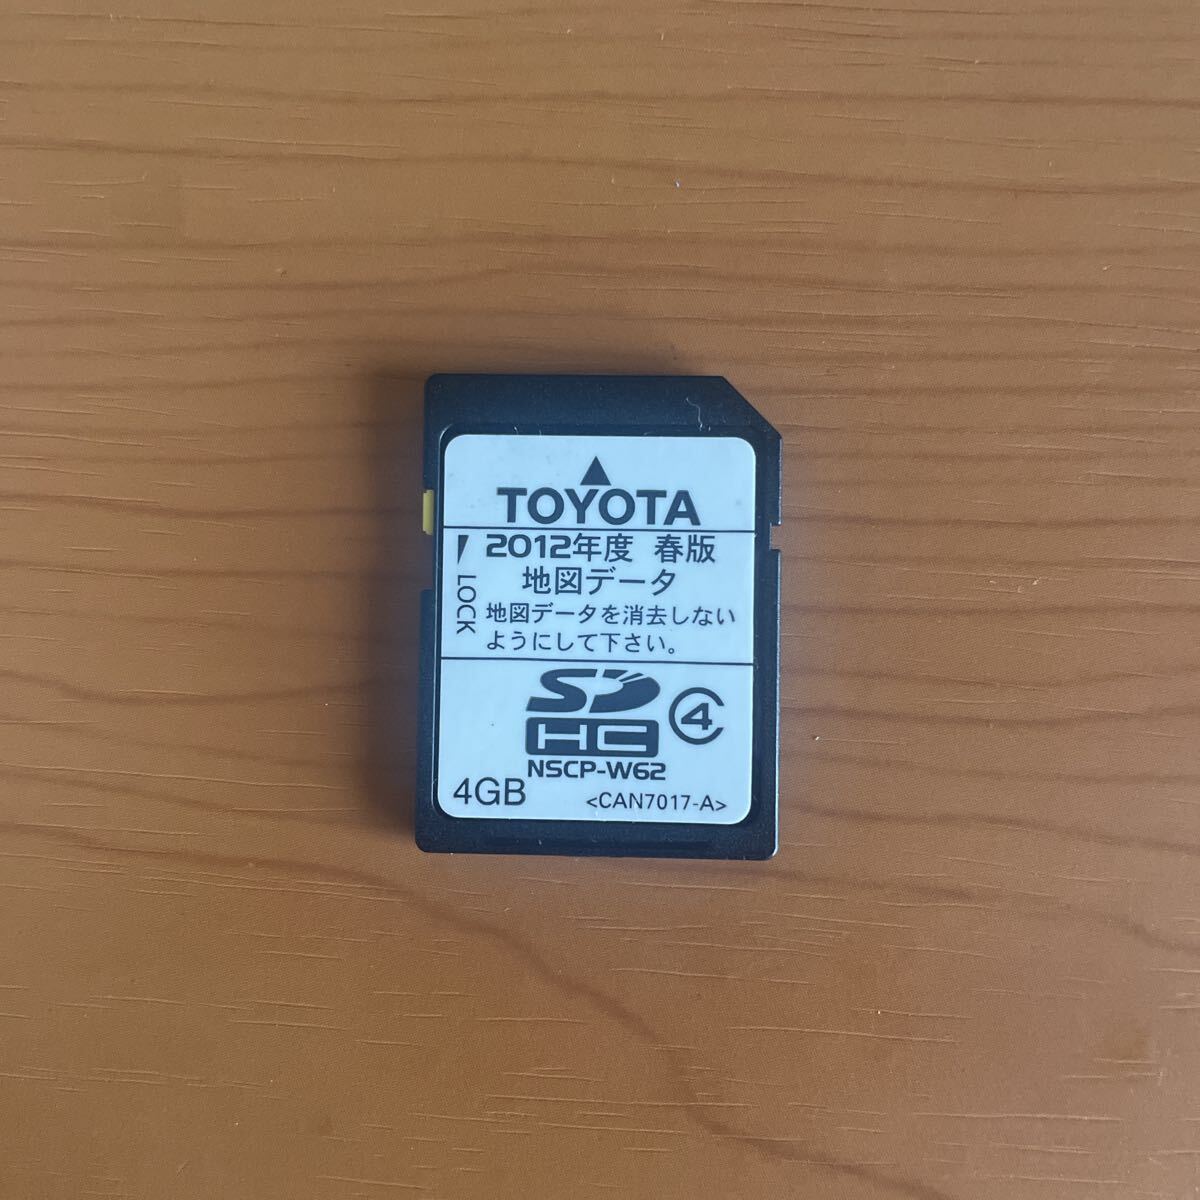 TOYOTA
2012年度 春版
地図データ
LOCK
地図データを消去しない
ようにして下さい。
SD
HC
4
NSCP-W62
4GB
<CAN7017-A>